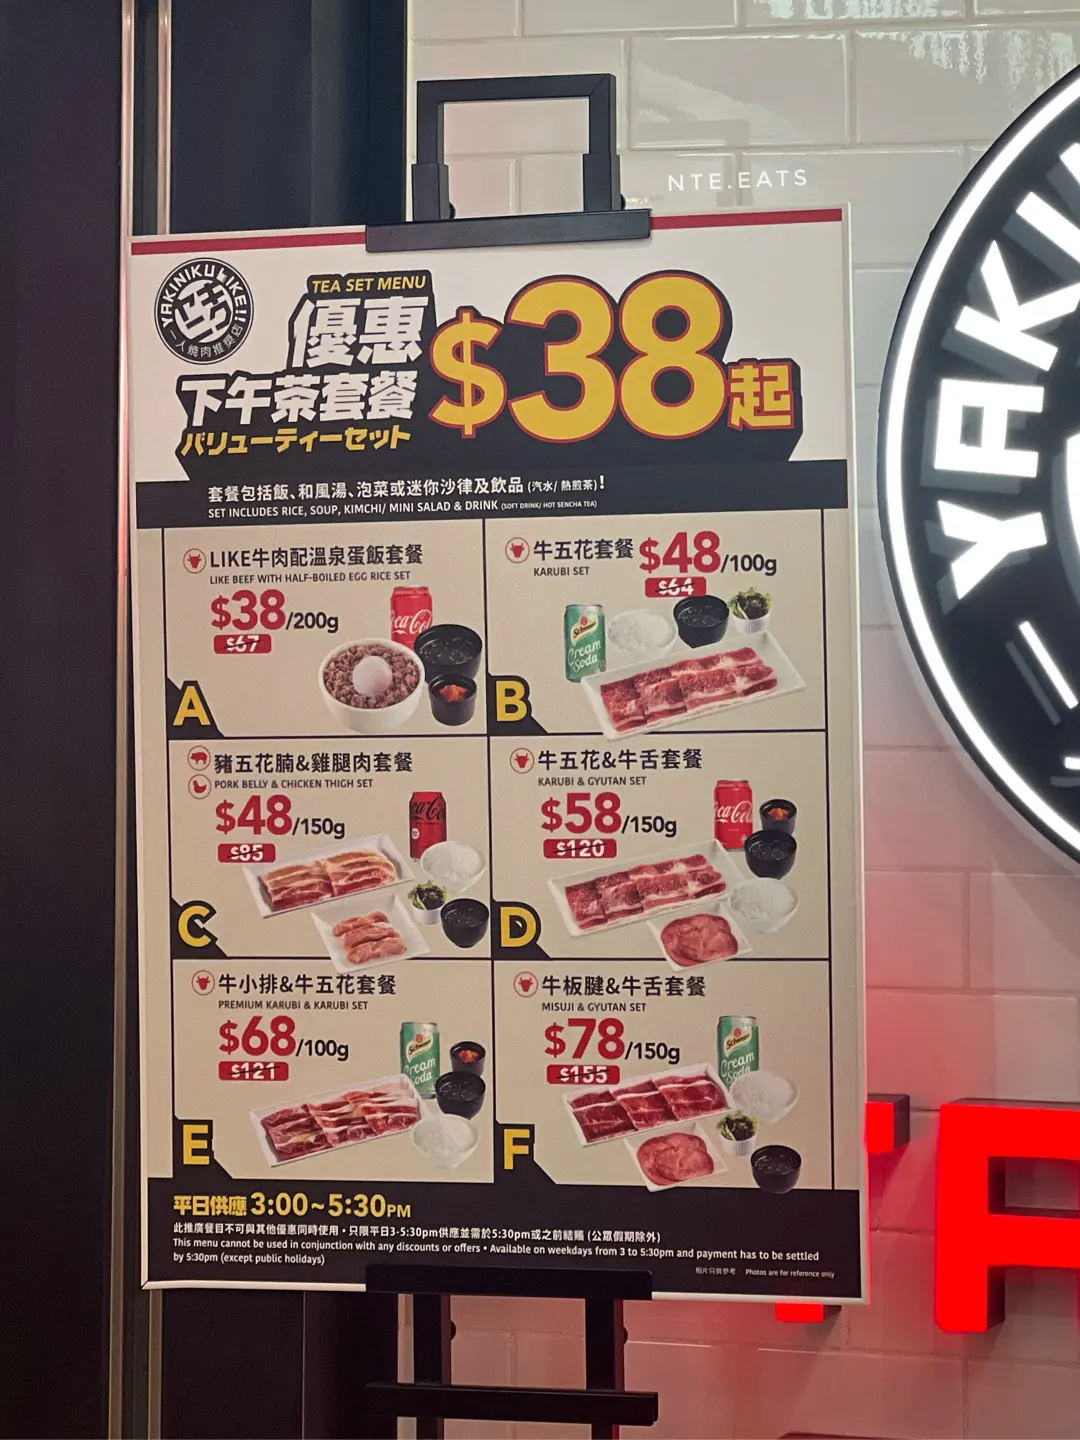 NTE.EATS
YAKINIKU LIKE!!
一人燒肉推奨店
TEA SET MENU
優惠
下午茶套餐
バリューティーセット
$38起
套餐包括飯、和風湯、泡菜或迷你沙律及飲品 (汽水/ 熱煎茶)!
SET INCLUDES RICE, SOUP, KIMCHI/ MINI SALAD & DRINK (SOFT DRINK/ HOT SENCHA TEA)
LIKE牛肉配溫泉蛋飯套餐
LIKE BEEF WITH HALF-BOILED EGG RICE SET
$38/200g
$67
Coca-Col
A
牛五花套餐 $48/100g
KARUBI SET
$64
Cream
Soda
B
豬五花腩&雞腿肉套餐
PORK BELLY & CHICKEN THIGH SET
$48/150g
$85
C
牛五花&牛舌套餐
KARUBI & GYUTAN SET
$58/150g
$120
Coca-Col
D
牛小排&牛五花套餐
PREMIUM KARUBI & KARUBI SET
$68/100g
$121
Cream
Soda
E
牛板腱&牛舌套餐
MISUJI & GYUTAN SET
$78/150g
$155
Cream
Soda
F
平日供應 3:00~5:30PM
此推廣餐目不可與其他優惠同時使用・只限平日3-5:30pm供應並需於5:30pm或之前結賬 (公眾假期除外)
This menu cannot be used in conjunction with any discounts or offers • Available on weekdays from 3 to 5:30pm and payment has to be settled
by 5:30pm (except public holidays)
相片只供參考 Photos are for reference only
YAKI